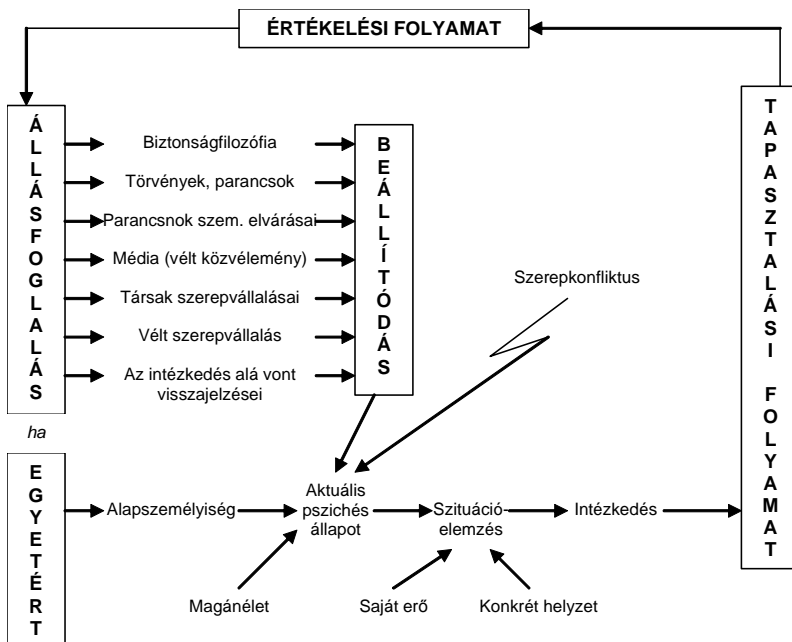 ÉRTÉKELÉSI FOLYAMAT
ÁLLÁSFOGLALÁS
Biztonságfilozófia
Törvények, parancsok
Parancsnok szem. elvárásai
Média (vélt közvélemény)
Társak szerepvállalásai
Vélt szerepvállalás
Az intézkedés alá vont
visszajelzései
BEÁLLÍTÓDÁS
Szerepkonfliktus
TAPASZTALÁSI FOLYAMAT
ha
EGYETÉRT
Alapszemélyiség
Aktuális
pszichés
állapot
Szituáció-
elemzés
Intézkedés
Magánélet
Saját erő
Konkrét helyzet